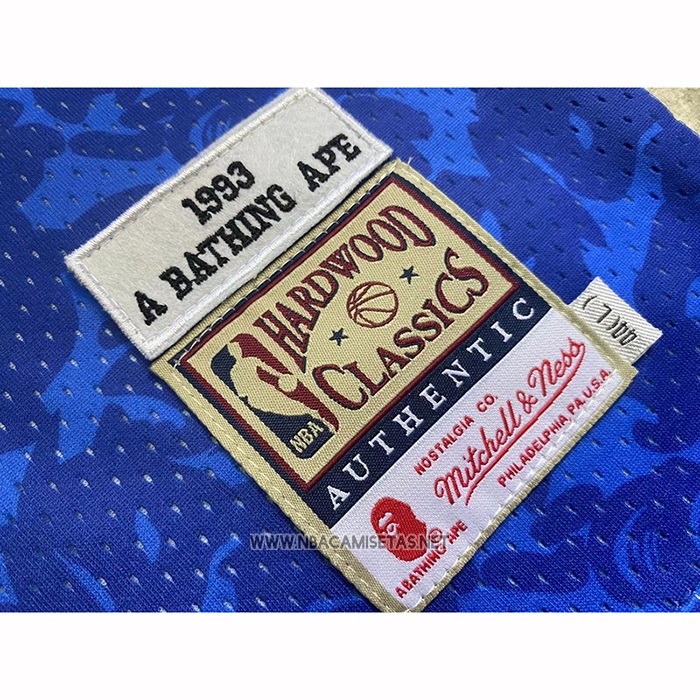 1993
A BATHING APE
HARDWOOD
CLASSICS
NBA
AUTHENTIC
NOSTALGIA CO.
Mitchell & Ness
PHILADELPHIA, PA. U.S.A.
A BATHING APE
®
WWW.NBACAMISETAS.NET